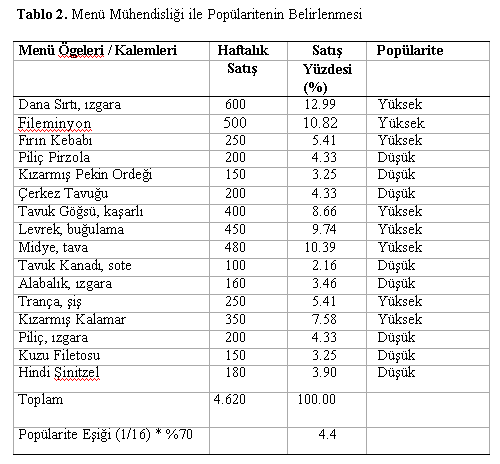 Tablo 2. Menü Mühendisliği ile Popülaritenin Belirlenmesi
Menü Ögeleri / Kalemleri Haftalık Satış Satış Yüzdesi (%) Popülarite
Dana Sırtı, ızgara 600 12.99 Yüksek
Fileminyon 500 10.82 Yüksek
Fırın Kebabı 250 5.41 Yüksek
Piliç Pirzola 200 4.33 Düşük
Kızarmış Pekin Ordeği 150 3.25 Düşük
Çerkez Tavuğu 200 4.33 Düşük
Tavuk Göğsü, kaşarlı 400 8.66 Yüksek
Levrek, buğulama 450 9.74 Yüksek
Midye, tava 480 10.39 Yüksek
Tavuk Kanadı, sote 100 2.16 Düşük
Alabalık, ızgara 160 3.46 Düşük
Trança, şiş 250 5.41 Yüksek
Kızarmış Kalamar 350 7.58 Yüksek
Piliç, ızgara 200 4.33 Düşük
Kuzu Filetosu 150 3.25 Düşük
Hindi Şinitzel 180 3.90 Düşük
Toplam 4.620 100.00
Popülarite Eşiği (1/16) * %70 4.4